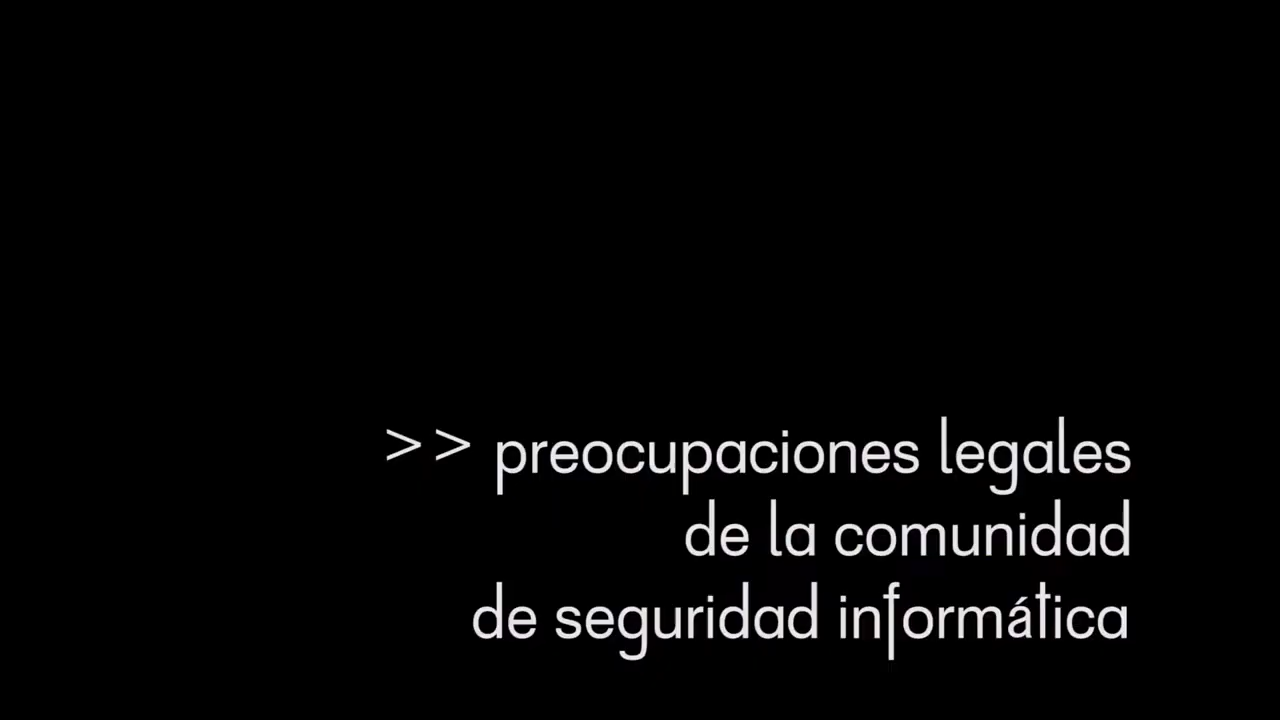 >> preocupaciones legales
de la comunidad
de seguridad informática